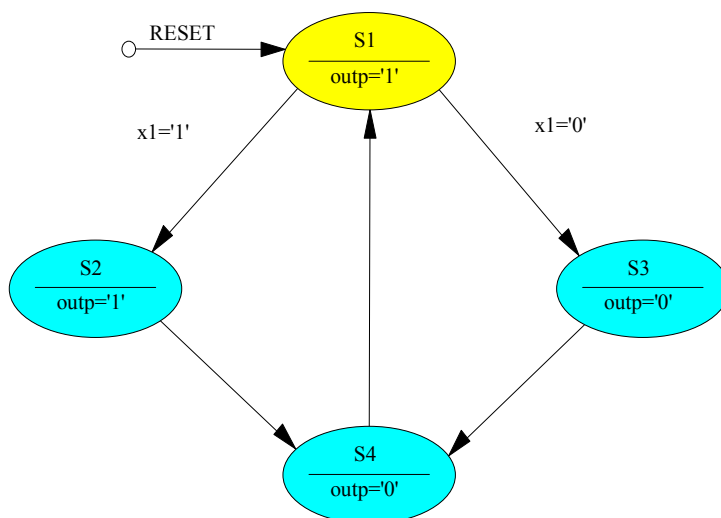 RESET
S1
outp='1'
x1='1'
x1='0'
S2
outp='1'
S3
outp='0'
S4
outp='0'